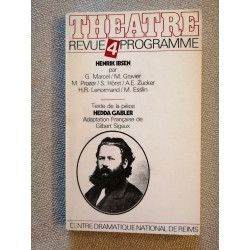 THEATRE
REVUE 4 PROGRAMME
HENRIK IBSEN
par
G. Marcel / M. Gravier
M. Prozer / S. Hörst / A.E. Zucker
H.R. Lenormand / M. Esslin
Texte de la pièce
HEDDA GABLER
Adaptation Française de
Gilbert Sigaux
CENTRE DRAMATIQUE NATIONAL DE REIMS